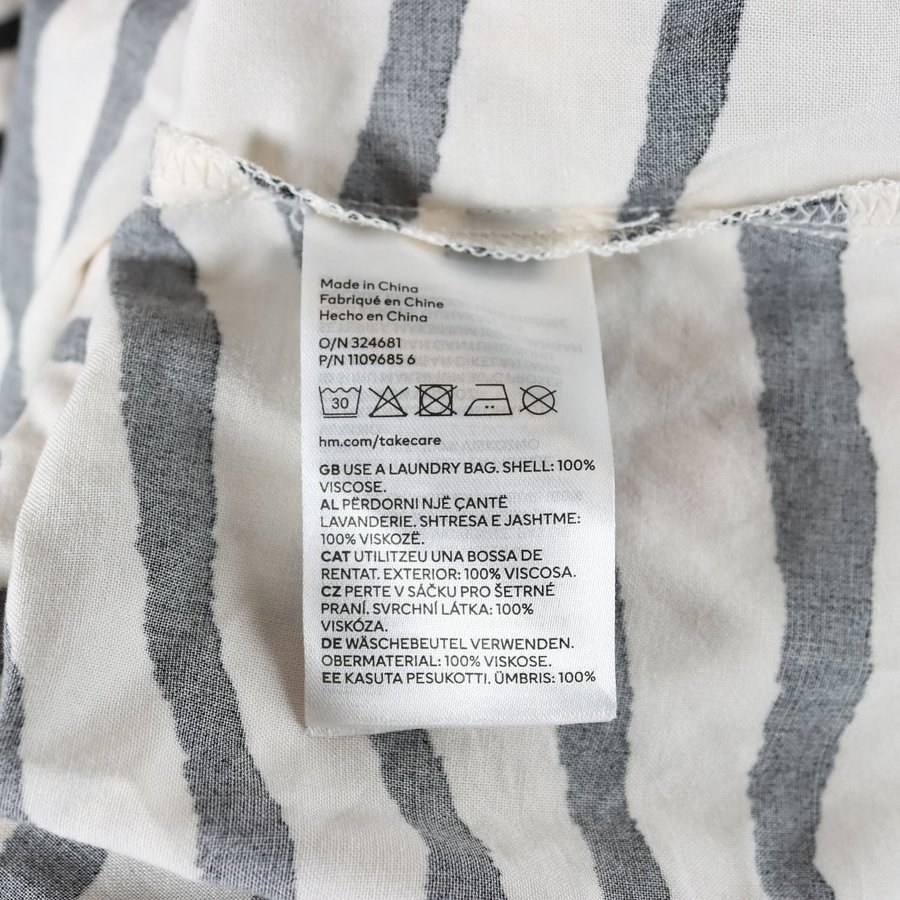 Made in China
Fabriqué en Chine
Hecho en China
O/N 324681
P/N 1109685 6
30
hm.com/takecare
GB USE A LAUNDRY BAG. SHELL: 100%
VISCOSE.
AL PËRDORNI NJË ÇANTË
LAVANDERIE. SHTRESA E JASHTME:
100% VISKOZË.
CAT UTILITZEU UNA BOSSA DE
RENTAT. EXTERIOR: 100% VISCOSA.
CZ PERTE V SÁČKU PRO ŠETRNÉ
PRANÍ. SVRCHNÍ LÁTKA: 100%
VISKÓZA.
DE WÄSCHEBEUTEL VERWENDEN.
OBERMATERIAL: 100% VISKOSE.
EE KASUTA PESUKOTTI. ÜMBRIS: 100%